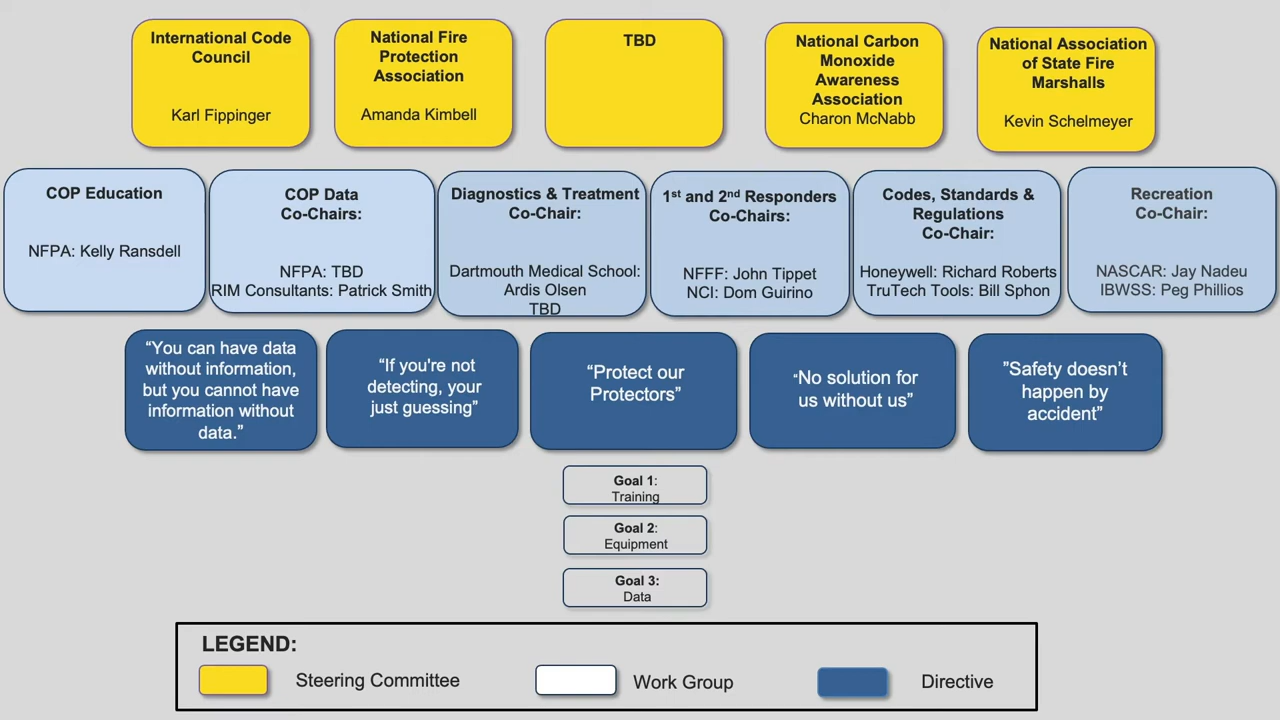 International Code
Council
Karl Fippinger
National Fire
Protection
Association
Amanda Kimbell
TBD
National Carbon
Monoxide
Awareness
Association
Charon McNabb
National Association
of State Fire
Marshalls
Kevin Schelmeyer
COP Education
NFPA: Kelly Ransdell
COP Data
Co-Chairs:
NFPA: TBD
RIM Consultants: Patrick Smith
Diagnostics & Treatment
Co-Chair:
Dartmouth Medical School:
Ardis Olsen
TBD
1st and 2nd Responders
Co-Chairs:
NFFF: John Tippet
NCI: Dom Guirino
Codes, Standards &
Regulations
Co-Chair:
Honeywell: Richard Roberts
TruTech Tools: Bill Sphon
Recreation
Co-Chair:
NASCAR: Jay Nadeu
IBWSS: Peg Phillios
“You can have data
without information,
but you cannot have
information without
data.”
“If you're not
detecting, your
just guessing”
“Protect our
Protectors”
“No solution for
us without us”
”Safety doesn’t
happen by
accident”
Goal 1:
Training
Goal 2:
Equipment
Goal 3:
Data
LEGEND:
Steering Committee
Work Group
Directive